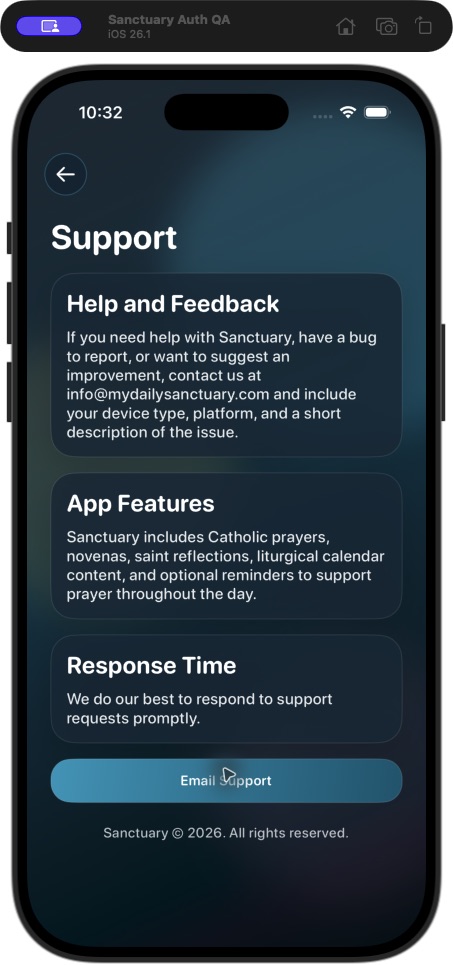 Sanctuary Auth QA
iOS 26.1
10:32
Support
Help and Feedback
If you need help with Sanctuary, have a bug
to report, or want to suggest an
improvement, contact us at
info@mydailysanctuary.com and include
your device type, platform, and a short
description of the issue.
App Features
Sanctuary includes Catholic prayers,
novenas, saint reflections, liturgical calendar
content, and optional reminders to support
prayer throughout the day.
Response Time
We do our best to respond to support
requests promptly.
Email Support
Sanctuary © 2026. All rights reserved.